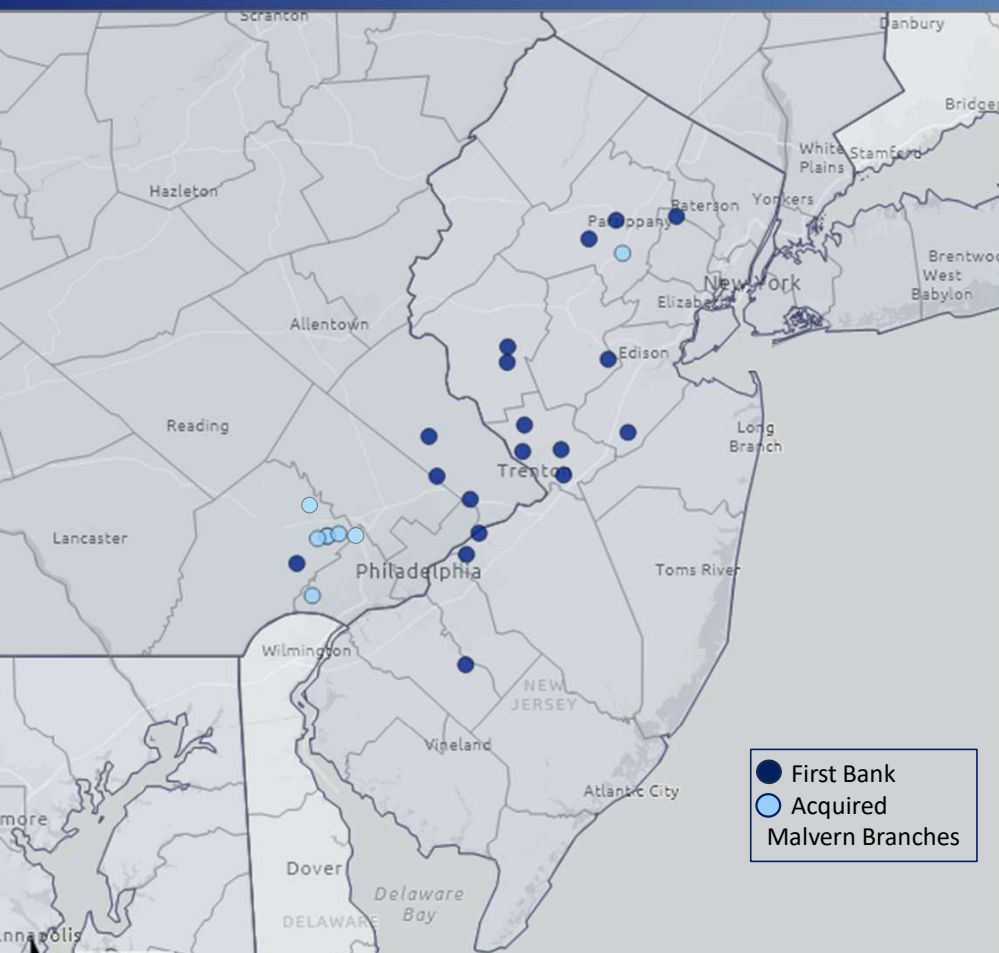 Scranton
Danbury
White
Plains
Stamford
Hazleton
Yonkers
Paterson
Parsippany
New York
Elizabeth
West
Babylon
Allentown
Edison
Reading
Long
Branch
Trenton
Lancaster
Philadelphia
Toms River
Wilmington
NEW
JERSEY
Vineland
Atlantic City
First Bank
Acquired
Malvern Branches
more
Dover
Delaware
Bay
DELAWARE
nnapolis
Bridge
Brentwoo